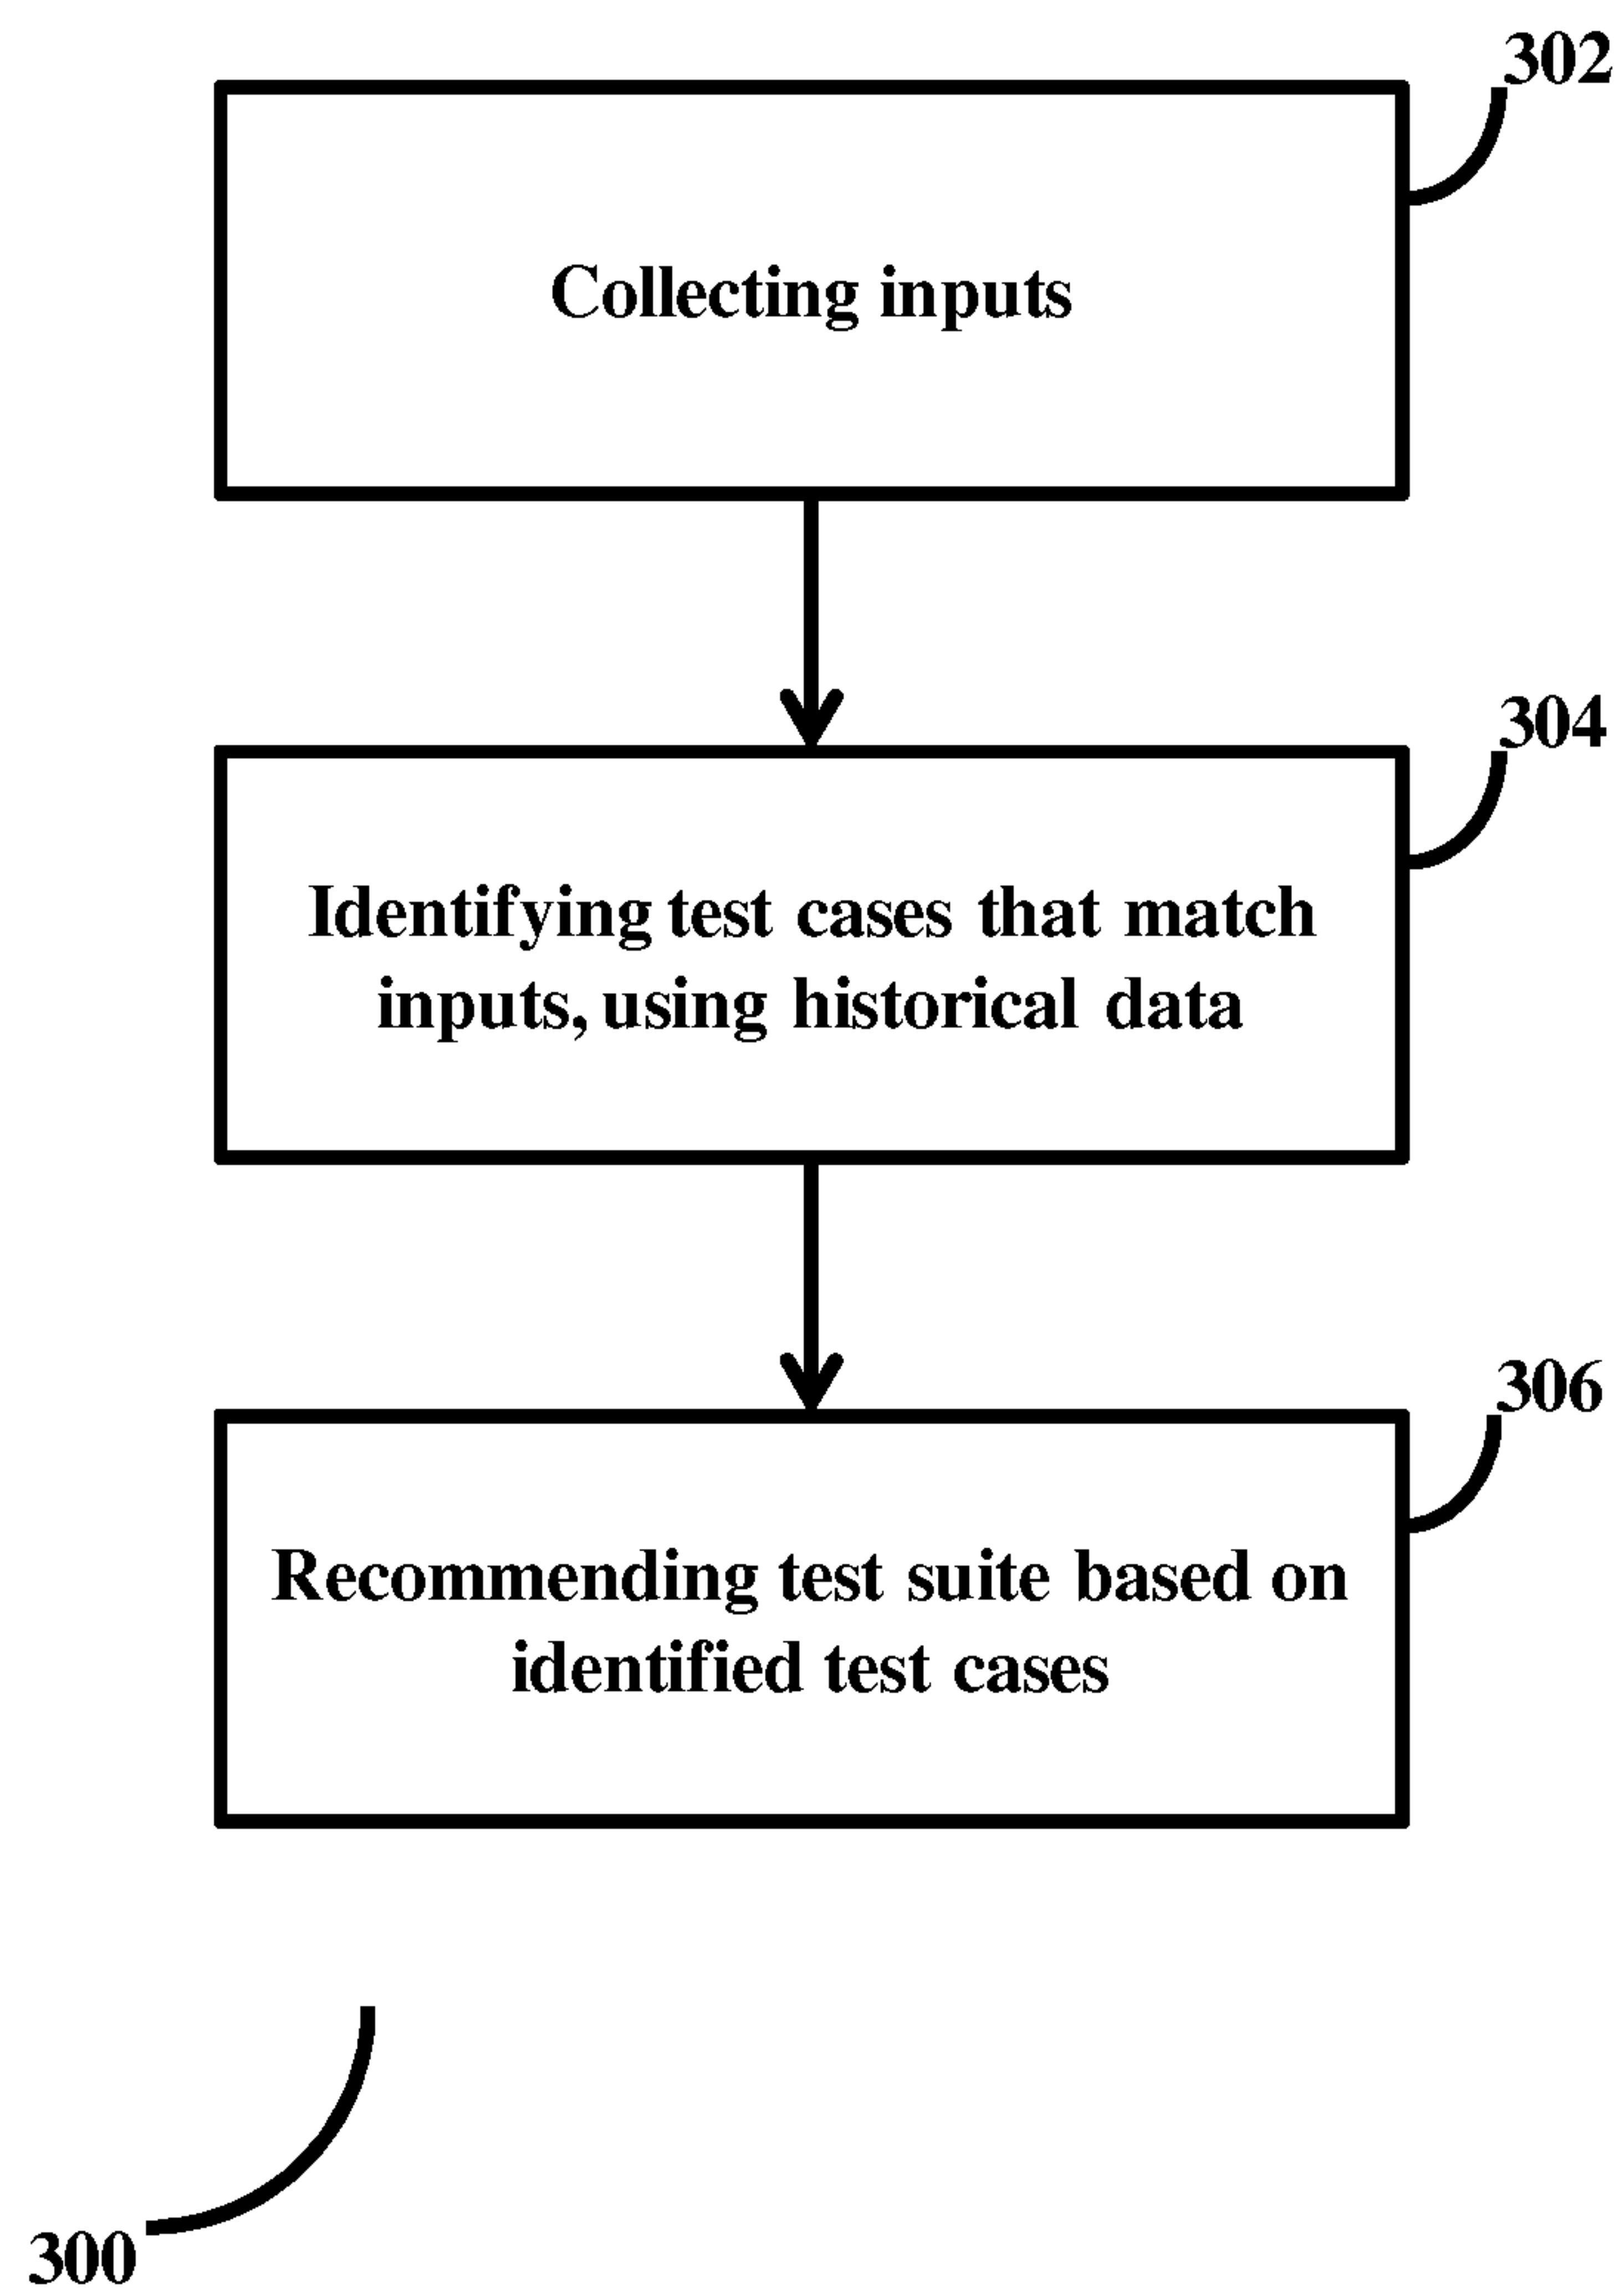 302
Collecting inputs
304
Identifying test cases that match
inputs, using historical data
306
Recommending test suite based on
identified test cases
300